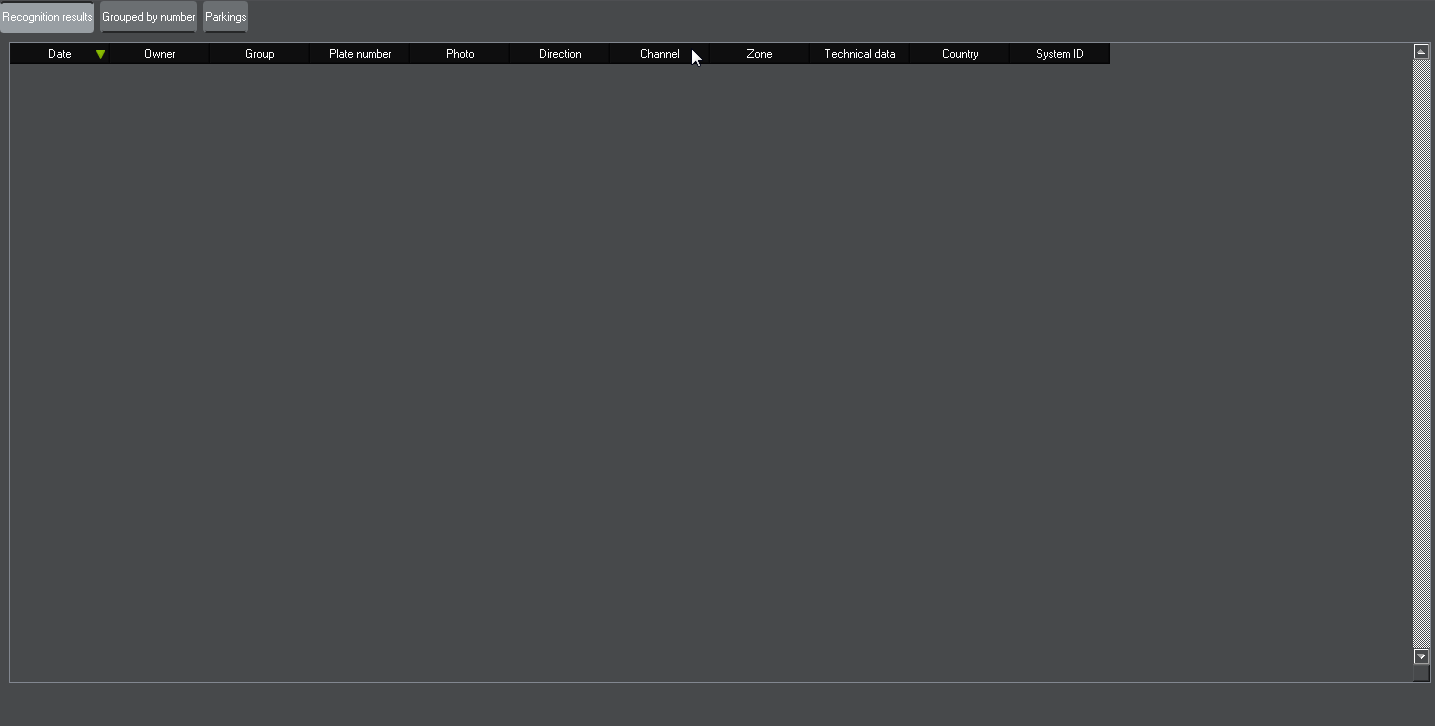 Recognition results Grouped by number Parkings
Date Owner Group Plate number Photo Direction Channel Zone Technical data Country System ID